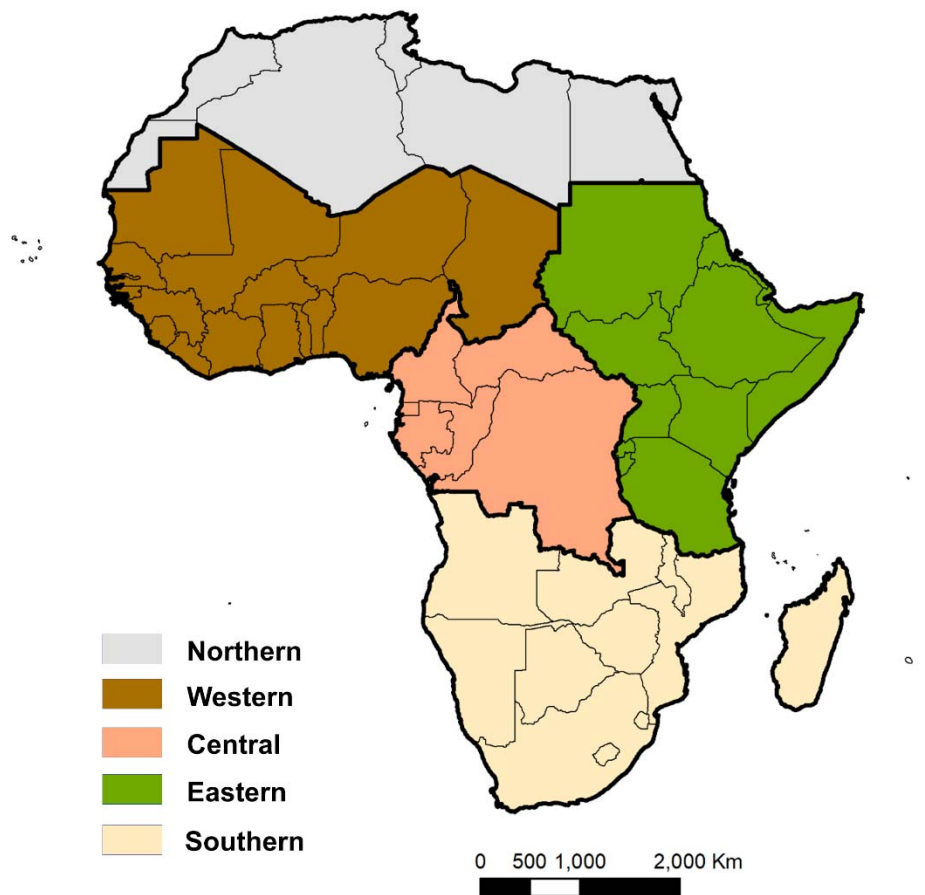 Northern
Western
Central
Eastern
Southern
0 500 1,000 2,000 Km